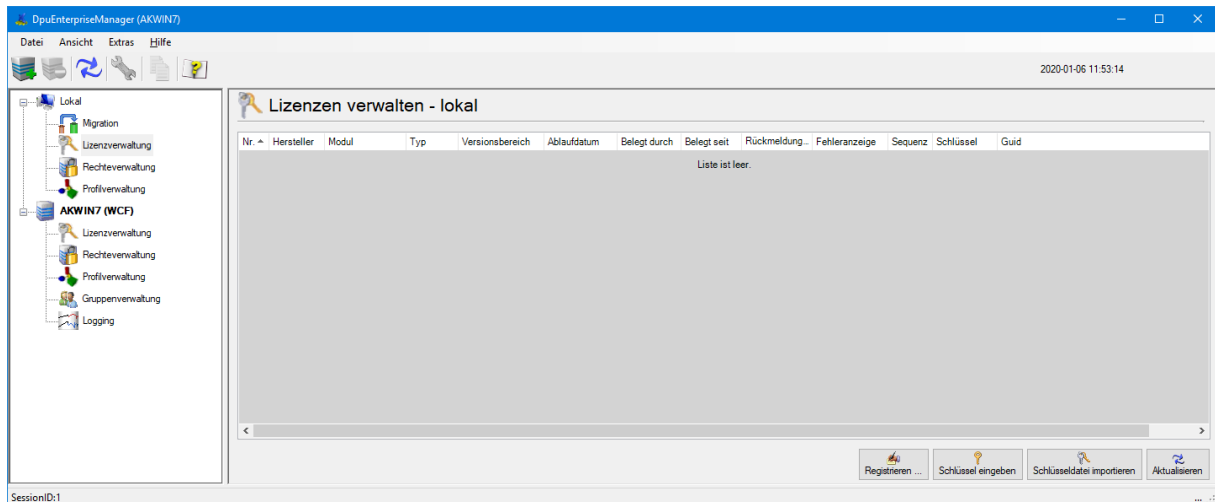 DpuEnterpriseManager (AKWIN7)
Datei Ansicht Extras Hilfe
2020-01-06 11:53:14
Lokal
Migration
Lizenzverwaltung
Rechteverwaltung
Profilverwaltung
AKWIN7 (WCF)
Lizenzverwaltung
Rechteverwaltung
Profilverwaltung
Gruppenverwaltung
Logging
Lizenzen verwalten - lokal
Nr. Hersteller Modul Typ Versionsbereich Ablaufdatum Belegt durch Belegt seit Rückmeldung... Fehleranzeige Sequenz Schlüssel Guid
Liste ist leer.
Registrieren ... Schlüssel eingeben Schlüsseldatei importieren Aktualisieren
SessionID:1 ...